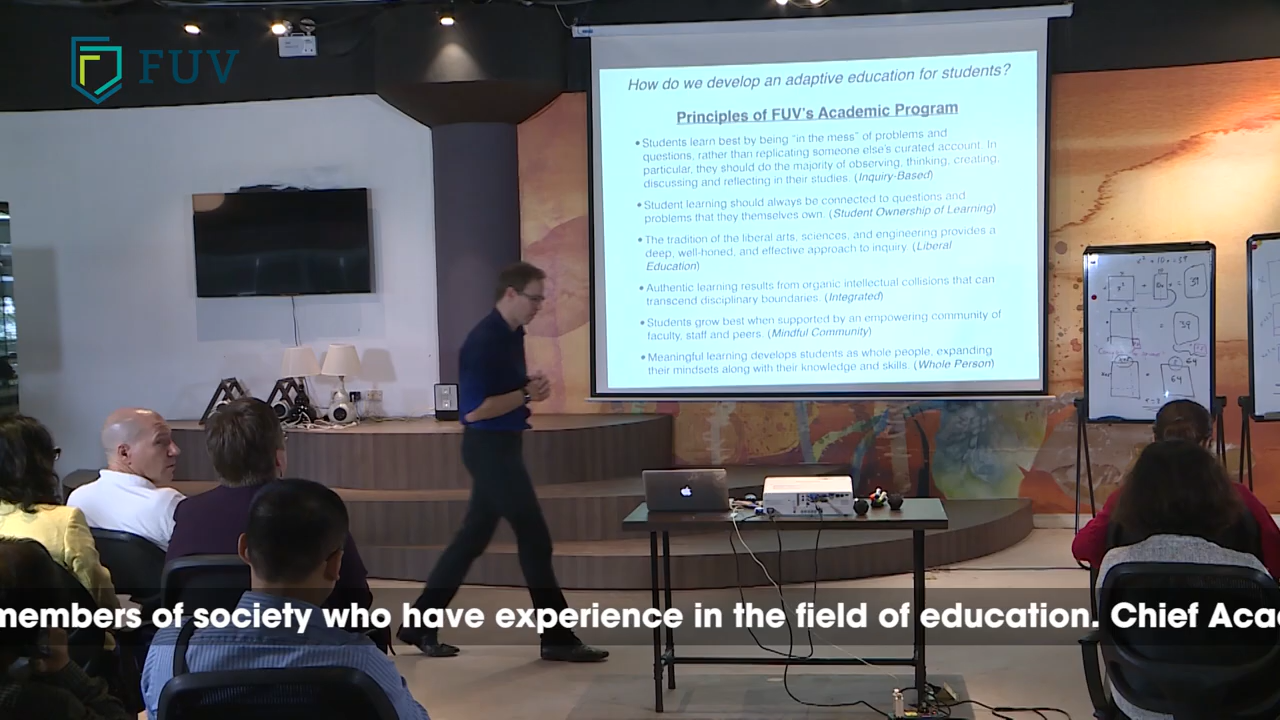 FUV
How do we develop an adaptive education for students?
Principles of FUV's Academic Program
• Students learn best by being "in the mess" of problems and
questions, rather than replicating someone else's curated account. In
particular, they should do the majority of observing, thinking, creating,
discussing and reflecting in their studies. (Inquiry-Based)
• Student learning should always be connected to questions and
problems that they themselves own. (Student Ownership of Learning)
• The tradition of the liberal arts, sciences, and engineering provides a
deep, well-honed, and effective approach to inquiry. (Liberal
Education)
• Authentic learning results from organic intellectual collisions that can
transcend disciplinary boundaries. (Integrated)
• Students grow best when supported by an empowering community of
faculty, staff and peers. (Mindful Community)
• Meaningful learning develops students as whole people, expanding
their mindsets along with their knowledge and skills. (Whole Person)
39
64
members of society who have experience in the field of education. Chief Aca